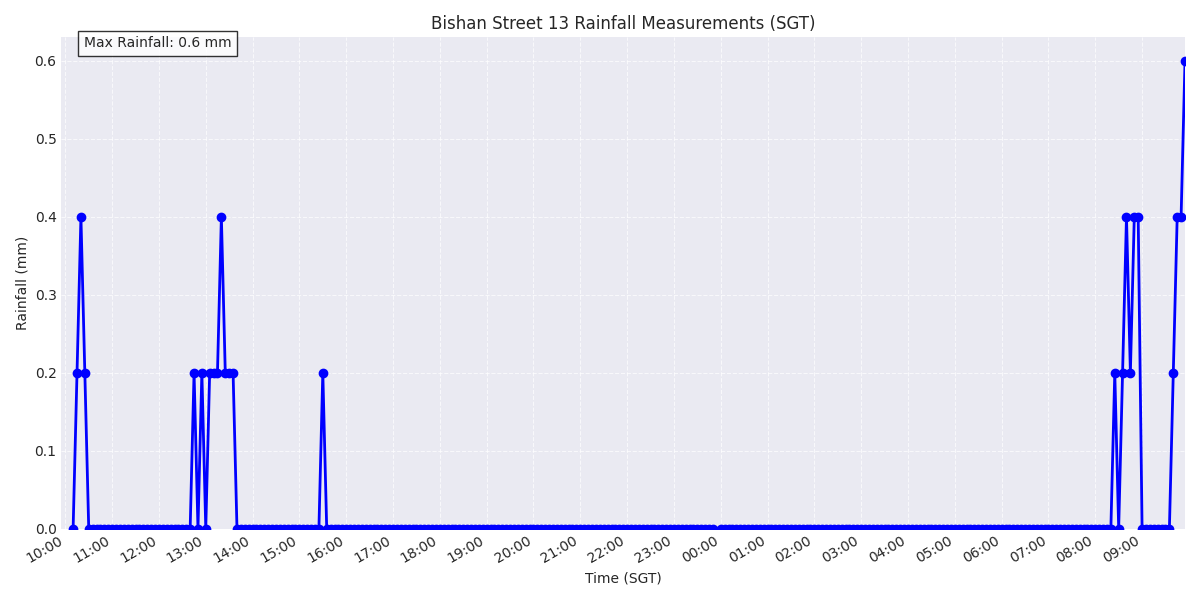 Bishan Street 13 Rainfall Measurements (SGT)
Max Rainfall: 0.6 mm
Rainfall (mm)
0.6
0.5
0.4
0.3
0.2
0.1
0.0
10:00 11:00 12:00 13:00 14:00 15:00 16:00 17:00 18:00 19:00 20:00 21:00 22:00 23:00 00:00 01:00 02:00 03:00 04:00 05:00 06:00 07:00 08:00 09:00
Time (SGT)